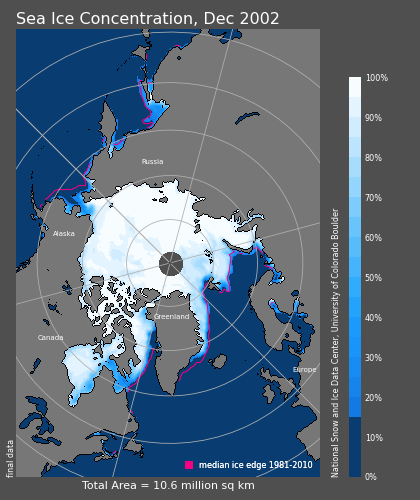 Sea Ice Concentration, Dec 2002
Russia
Alaska
Greenland
Canada
Europe
median ice edge 1981-2010
final data
Total Area = 10.6 million sq km
National Snow and Ice Data Center, University of Colorado Boulder
100%
90%
80%
70%
60%
50%
40%
30%
20%
10%
0%